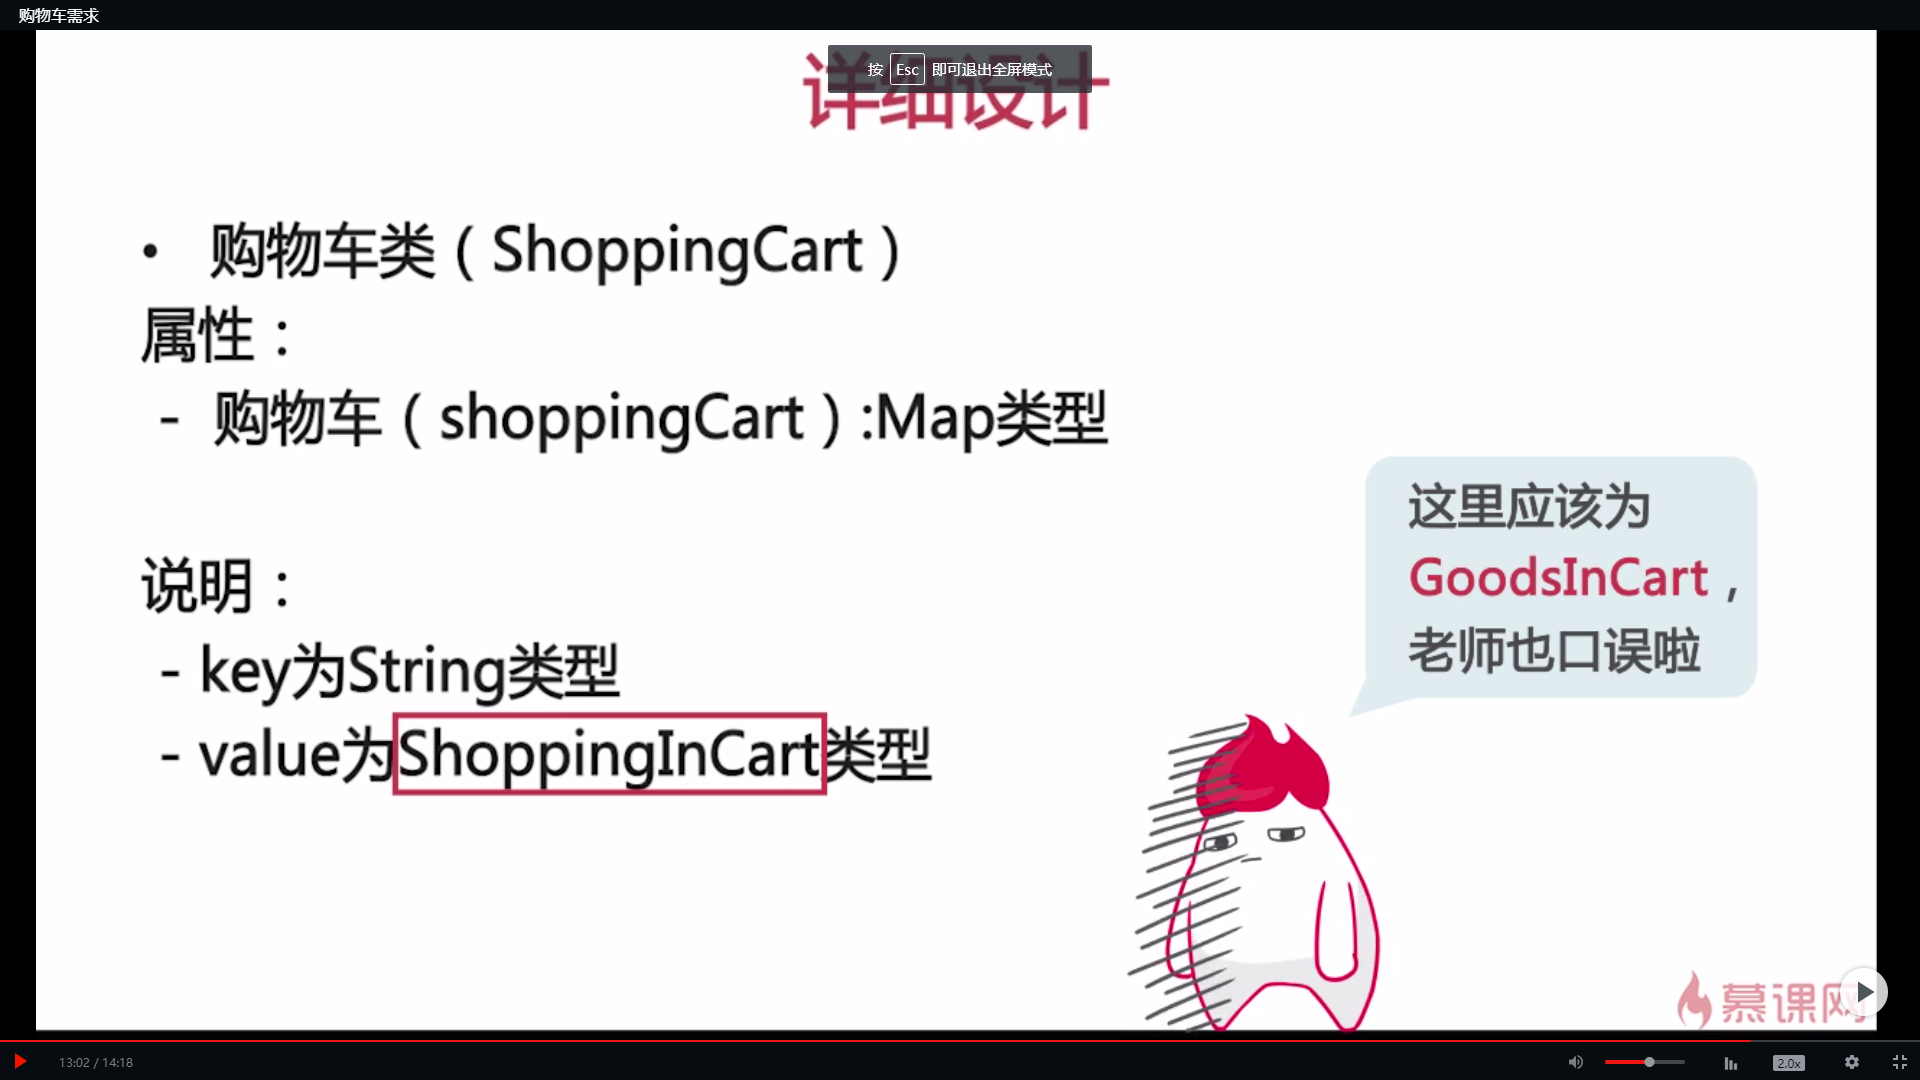 购物车需求
按 Esc 即可退出全屏模式
详细设计
• 购物车类（ShoppingCart）
属性：
- 购物车（shoppingCart）:Map类型
说明：
- key为String类型
- value为ShoppingInCart类型
这里应该为
GoodsInCart，
老师也口误啦
慕课网
13:02 / 14:18
2.0x